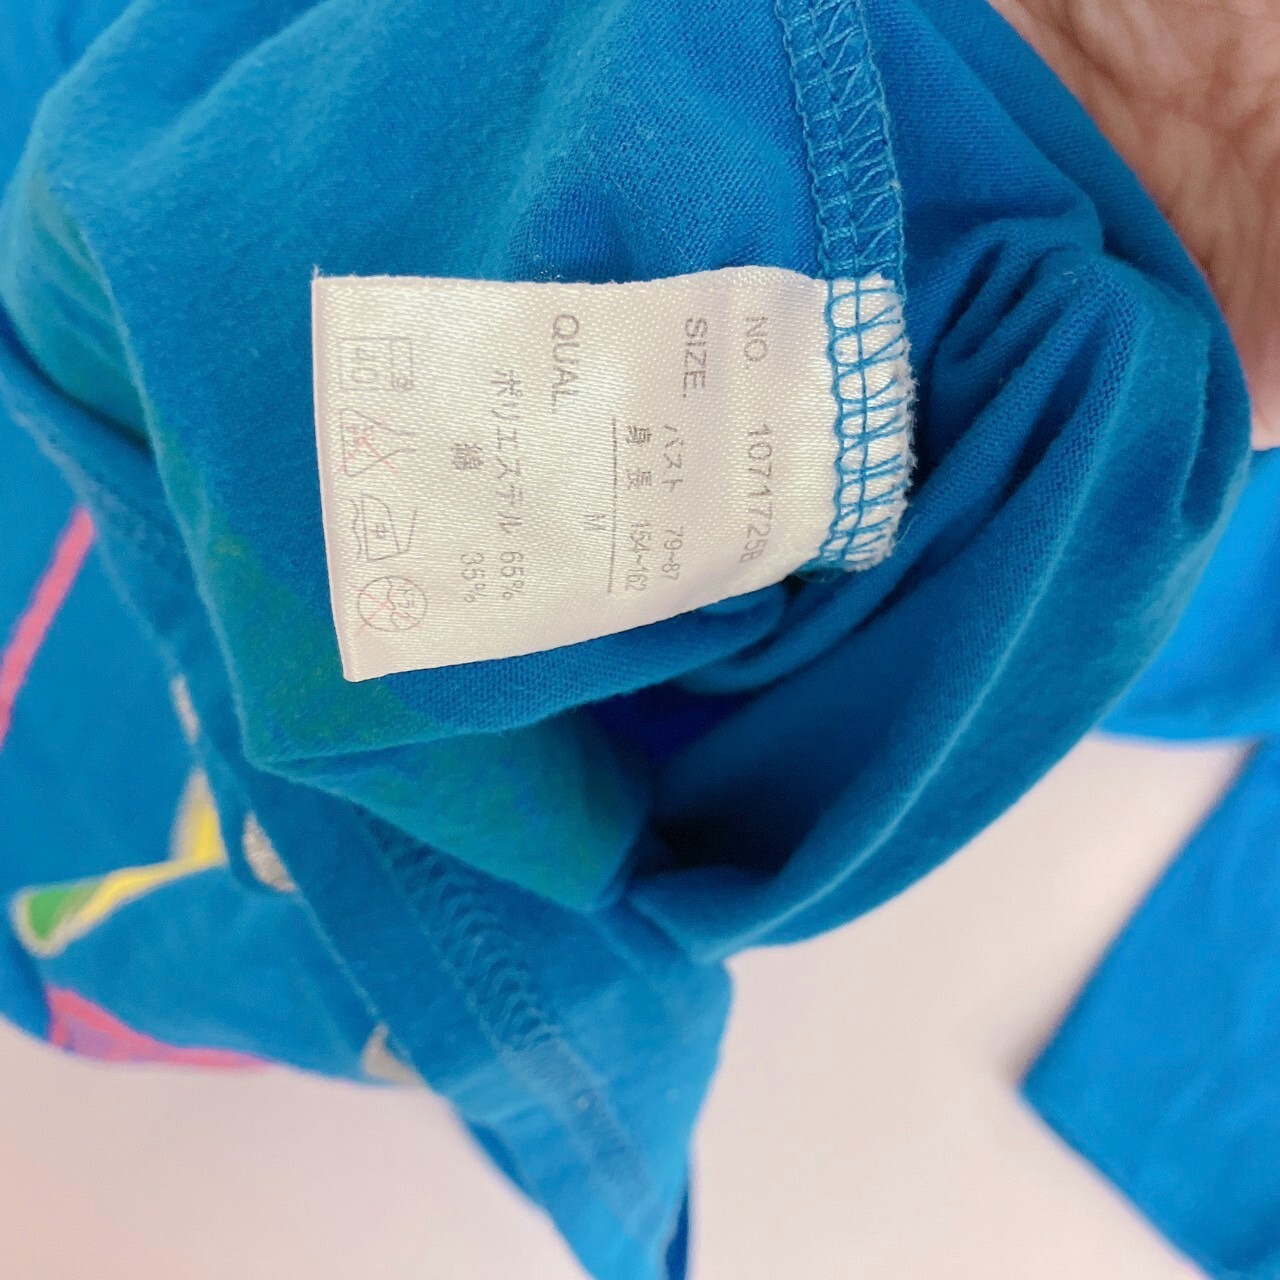 NO. 10717258
SIZE. バスト 79~87
身長 154~162
M
QUAL.
ポリエステル 65%
綿 35%
40